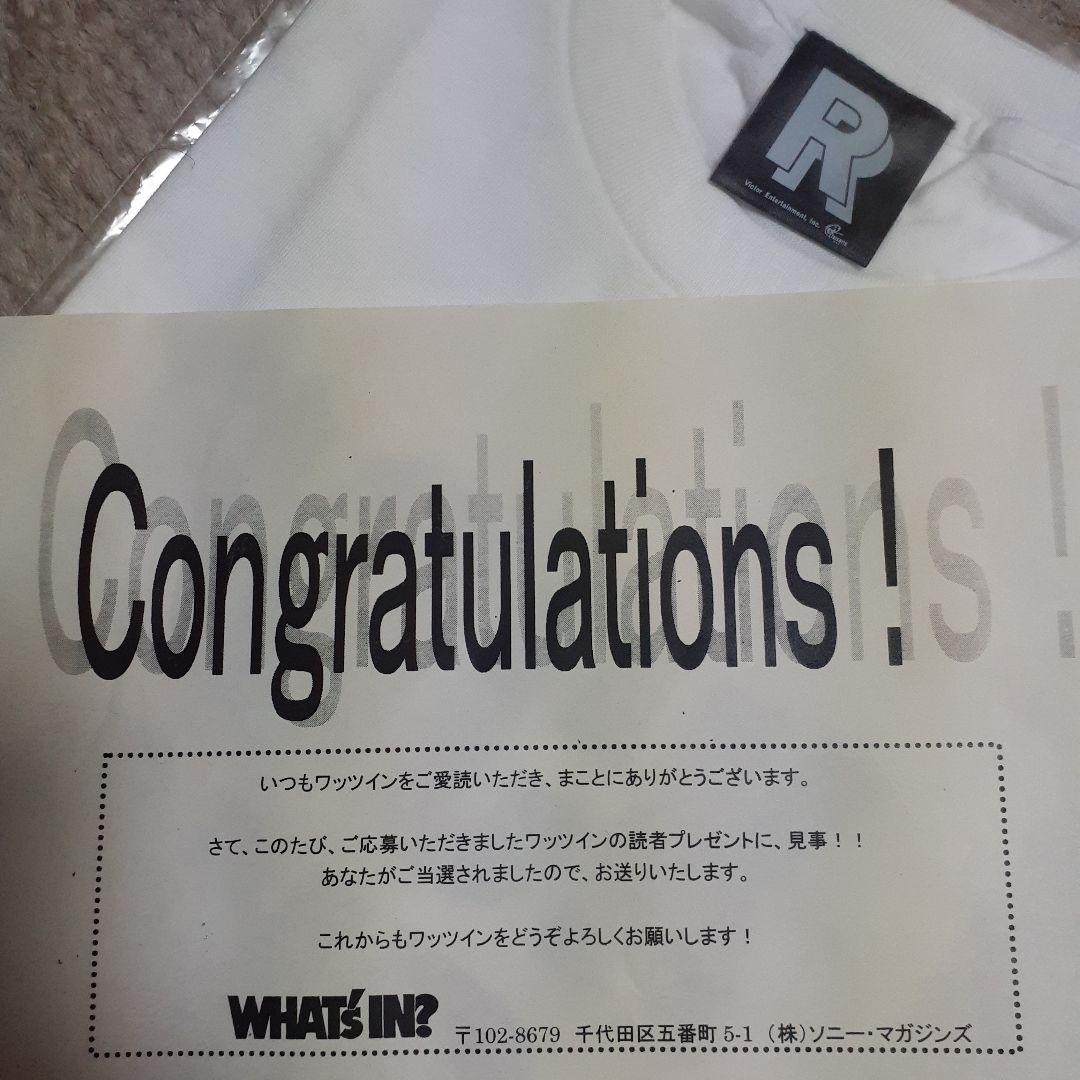 R
Victor Entertainment, Inc.
Congratulations !
いつもワッツインをご愛読いただき、まことにありがとうございます。
さて、このたび、ご応募いただきましたワッツインの読者プレゼントに、見事！！
あなたがご当選されましたので、お送りいたします。
これからもワッツインをどうぞよろしくお願いします！
WHAT'S IN? 〒102-8679 千代田区五番町 5-1 （株）ソニー・マガジンズ